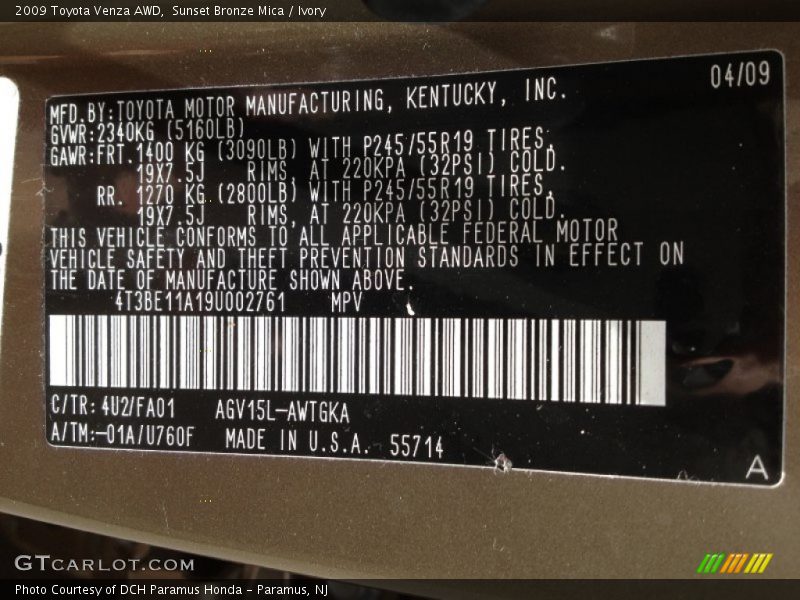 2009 Toyota Venza AWD,  Sunset Bronze Mica / Ivory
04/09
MFD.BY:TOYOTA MOTOR MANUFACTURING, KENTUCKY, INC.
GVWR:2340KG (5160LB)
GAWR:FRT.1400 KG (3090LB) WITH P245/55R19 TIRES,
19X7.5J RIMS, AT 220KPA (32PSI) COLD.
RR. 1270 KG (2800LB) WITH P245/55R19 TIRES,
19X7.5J RIMS, AT 220KPA (32PSI) COLD.
THIS VEHICLE CONFORMS TO ALL APPLICABLE FEDERAL MOTOR
VEHICLE SAFETY AND THEFT PREVENTION STANDARDS IN EFFECT ON
THE DATE OF MANUFACTURE SHOWN ABOVE.
4T3BE11A19U002761 MPV
C/TR: 4U2/FA01 AGV15L-AWTGKA
A/TM:-01A/U760F MADE IN U.S.A. 55714
A
GTCARLOT.COM
Photo Courtesy of DCH Paramus Honda - Paramus, NJ